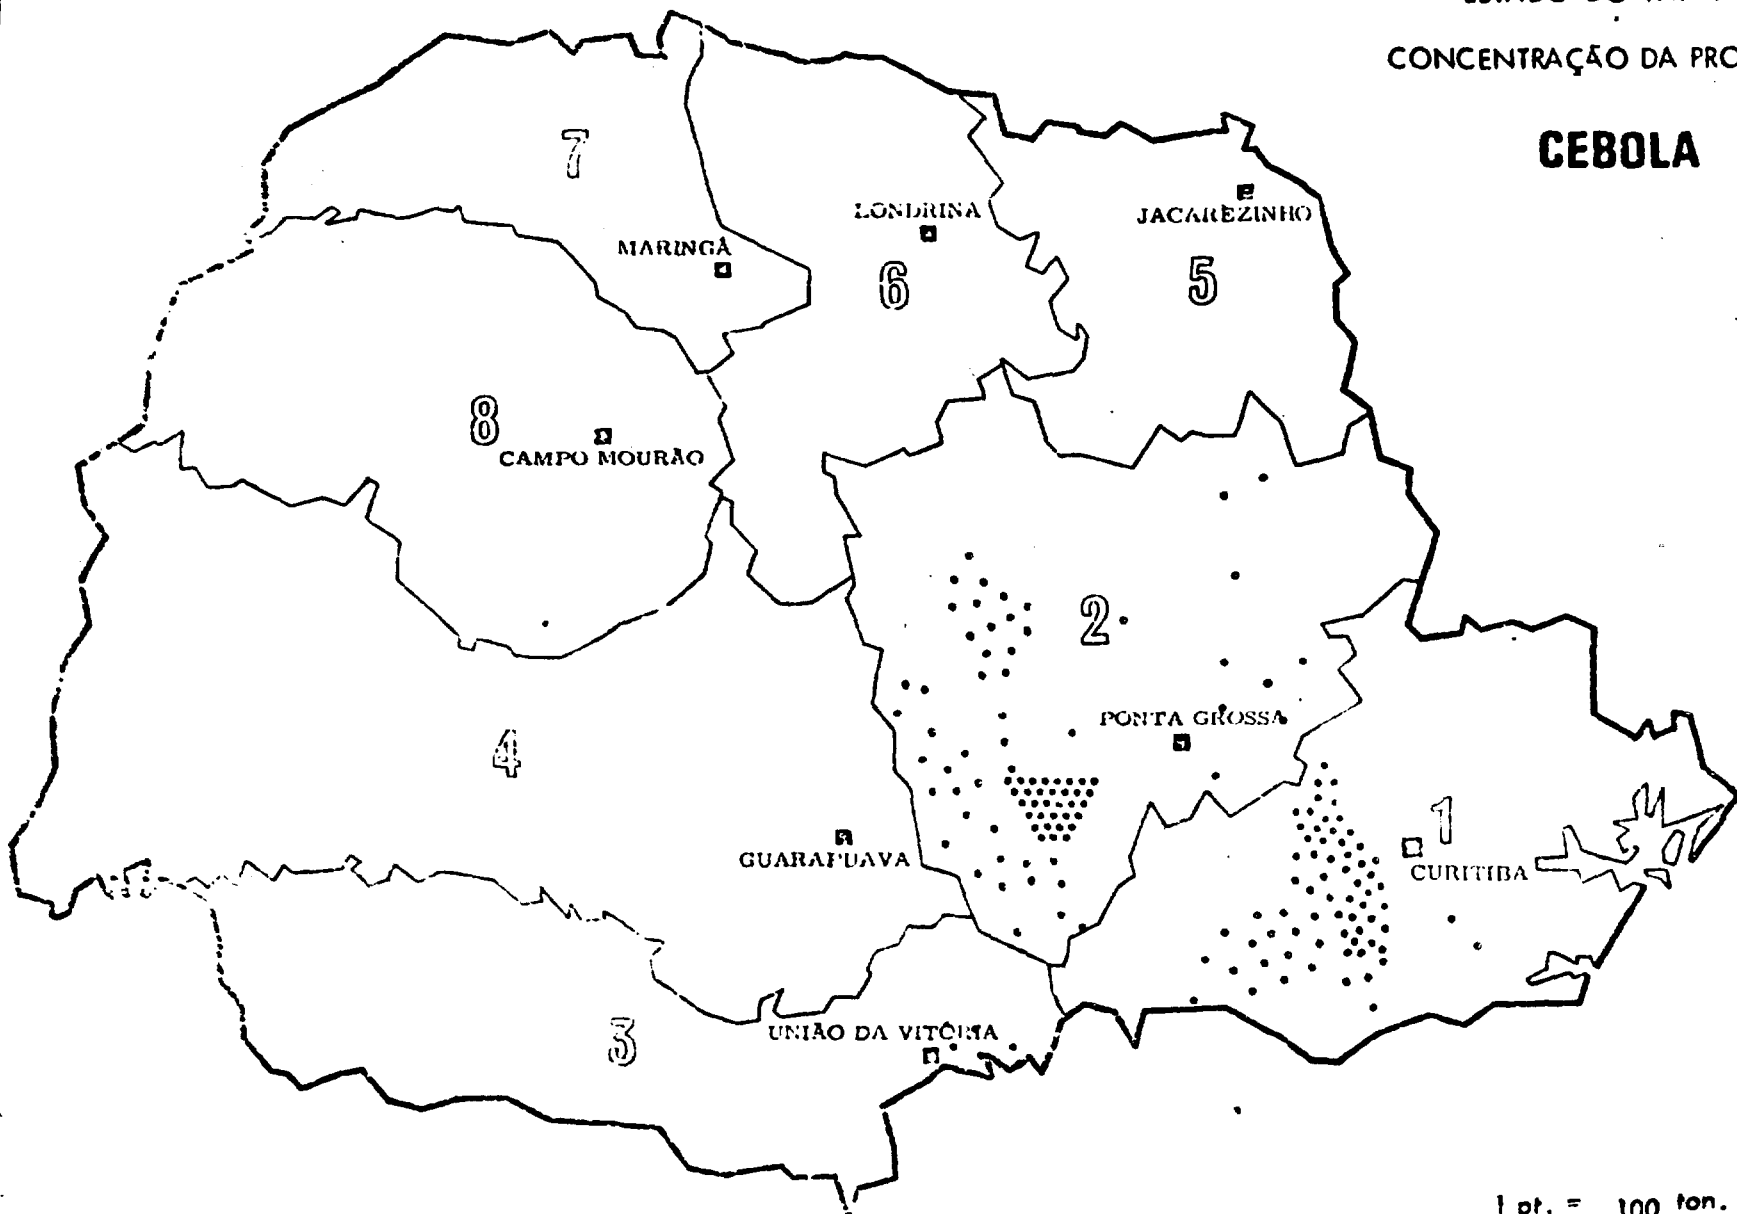 CONCENTRAÇÃO DA
CEBOLA
7
LONDRINA
JACAREZINHO
MARINGÁ
6
5
8
CAMPO MOURÃO
2
PONTA GROSSA
4
1
GUARAPUAVA
CURITIBA
3
UNIÃO DA VITÓRIA
1 pt. = 100 ton.